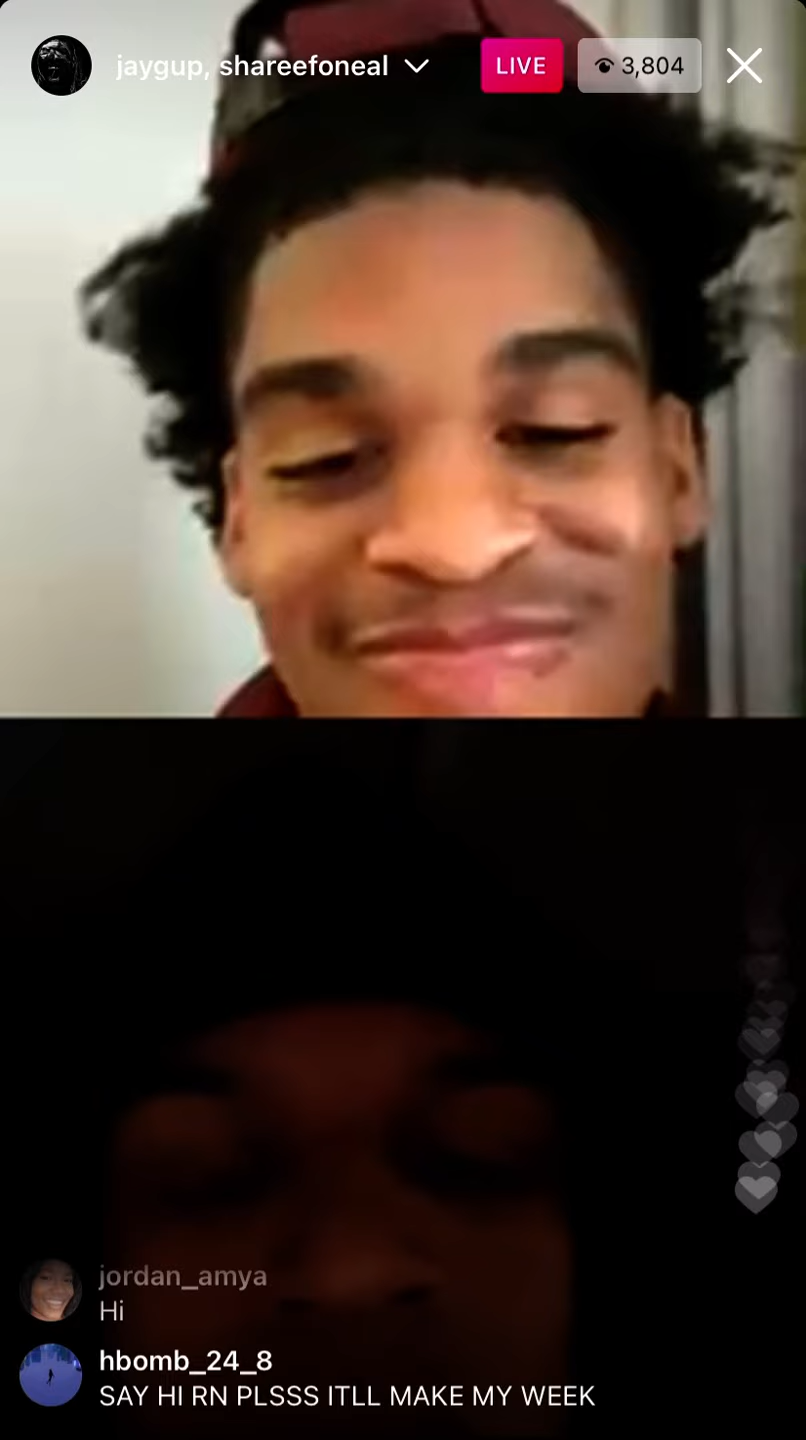 jaygup, shareefoneal LIVE 3,804
jordan_amya
Hi
hbomb_24_8
SAY HI RN PLSSS ITLL MAKE MY WEEK